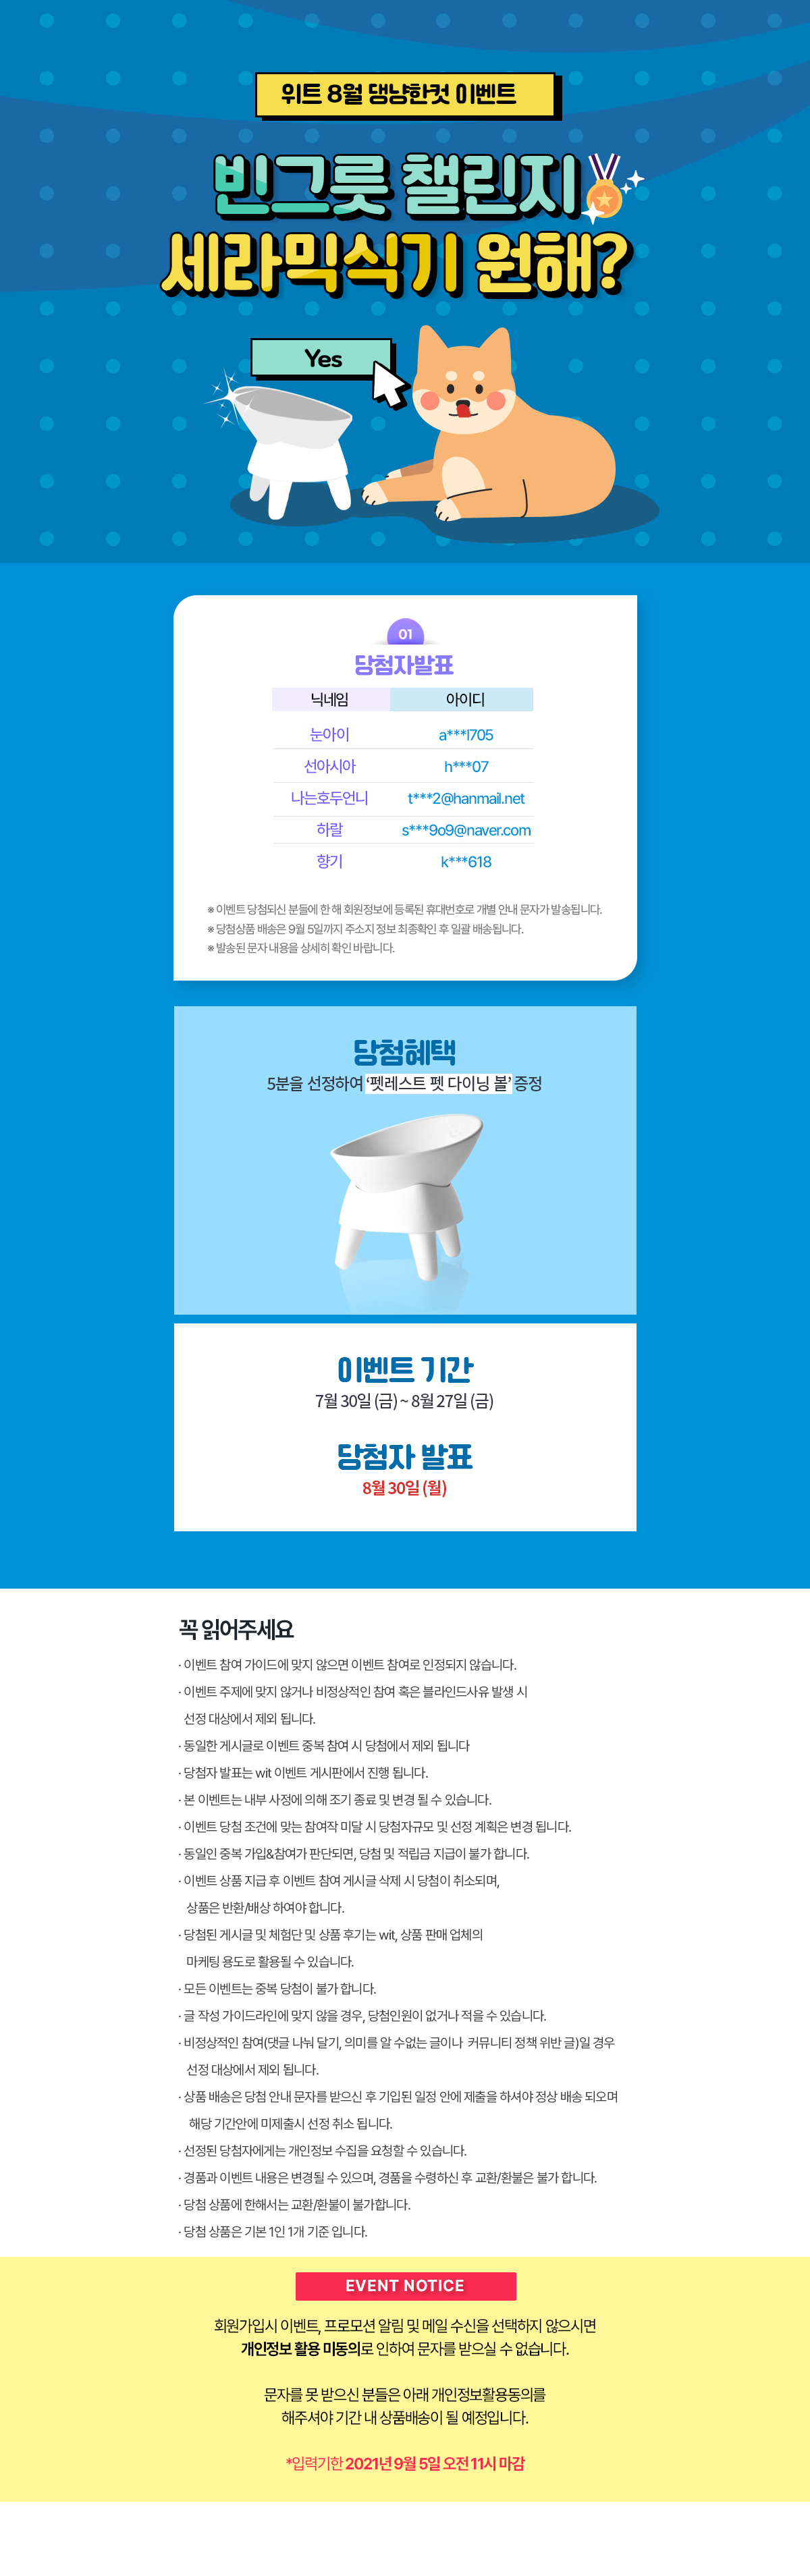 위트 8월 댕냥한컷 이벤트
빈그릇 챌린지
세라믹식기 원해?
Yes
01
당첨자발표
닉네임 아이디
눈아이 a***l705
선아시아 h***07
나는호두언니 t***2@hanmail.net
하랄 s***9o9@naver.com
향기 k***618
※ 이벤트 당첨되신 분들에 한 해 회원정보에 등록된 휴대번호로 개별 안내 문자가 발송됩니다.
※ 당첨상품 배송은 9월 5일까지 주소지 정보 최종확인 후 일괄 배송됩니다.
※ 발송된 문자 내용을 상세히 확인 바랍니다.
당첨혜택
5분을 선정하여 ‘펫레스트 펫 다이닝 볼’ 증정
이벤트 기간
7월 30일 (금) ~ 8월 27일 (금)
당첨자 발표
8월 30일 (월)
꼭 읽어주세요
· 이벤트 참여 가이드에 맞지 않으면 이벤트 참여로 인정되지 않습니다.
· 이벤트 주제에 맞지 않거나 비정상적인 참여 혹은 블라인드사유 발생 시
선정 대상에서 제외 됩니다.
· 동일한 게시글로 이벤트 중복 참여 시 당첨에서 제외 됩니다
· 당첨자 발표는 wit 이벤트 게시판에서 진행 됩니다.
· 본 이벤트는 내부 사정에 의해 조기 종료 및 변경 될 수 있습니다.
· 이벤트 당첨 조건에 맞는 참여작 미달 시 당첨자규모 및 선정 계획은 변경 됩니다.
· 동일인 중복 가입&참여가 판단되면, 당첨 및 적립금 지급이 불가 합니다.
· 이벤트 상품 지급 후 이벤트 참여 게시글 삭제 시 당첨이 취소되며,
상품은 반환/배상 하여야 합니다.
· 당첨된 게시글 및 체험단 및 상품 후기는 wit, 상품 판매 업체의
마케팅 용도로 활용될 수 있습니다.
· 모든 이벤트는 중복 당첨이 불가 합니다.
· 글 작성 가이드라인에 맞지 않을 경우, 당첨인원이 없거나 적을 수 있습니다.
· 비정상적인 참여(댓글 나눠 달기, 의미를 알 수없는 글이나 커뮤니티 정책 위반 글)일 경우
선정 대상에서 제외 됩니다.
· 상품 배송은 당첨 안내 문자를 받으신 후 기입된 일정 안에 제출을 하셔야 정상 배송 되오며
해당 기간안에 미제출시 선정 취소 됩니다.
· 선정된 당첨자에게는 개인정보 수집을 요청할 수 있습니다.
· 경품과 이벤트 내용은 변경될 수 있으며, 경품을 수령하신 후 교환/환불은 불가 합니다.
· 당첨 상품에 한해서는 교환/환불이 불가합니다.
· 당첨 상품은 기본 1인 1개 기준 입니다.
EVENT NOTICE
회원가입시 이벤트, 프로모션 알림 및 메일 수신을 선택하지 않으시면
개인정보 활용 미동의로 인하여 문자를 받으실 수 없습니다.
문자를 못 받으신 분들은 아래 개인정보활용동의를
해주셔야 기간 내 상품배송이 될 예정입니다.
*입력기한 2021년 9월 5일 오전 11시 마감